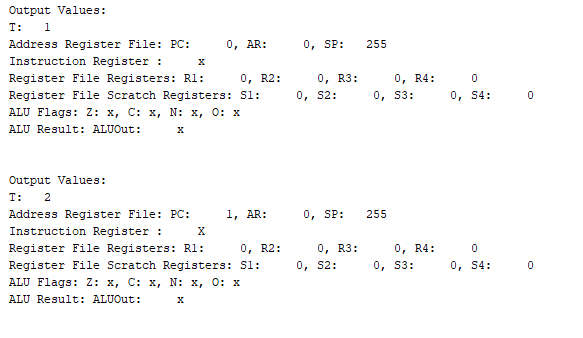 Output Values:
T: 1
Address Register File: PC: 0, AR: 0, SP: 255
Instruction Register : x
Register File Registers: R1: 0, R2: 0, R3: 0, R4: 0
Register File Scratch Registers: S1: 0, S2: 0, S3: 0, S4: 0
ALU Flags: Z: x, C: x, N: x, O: x
ALU Result: ALUOut: x
Output Values:
T: 2
Address Register File: PC: 1, AR: 0, SP: 255
Instruction Register : X
Register File Registers: R1: 0, R2: 0, R3: 0, R4: 0
Register File Scratch Registers: S1: 0, S2: 0, S3: 0, S4: 0
ALU Flags: Z: x, C: x, N: x, O: x
ALU Result: ALUOut: x